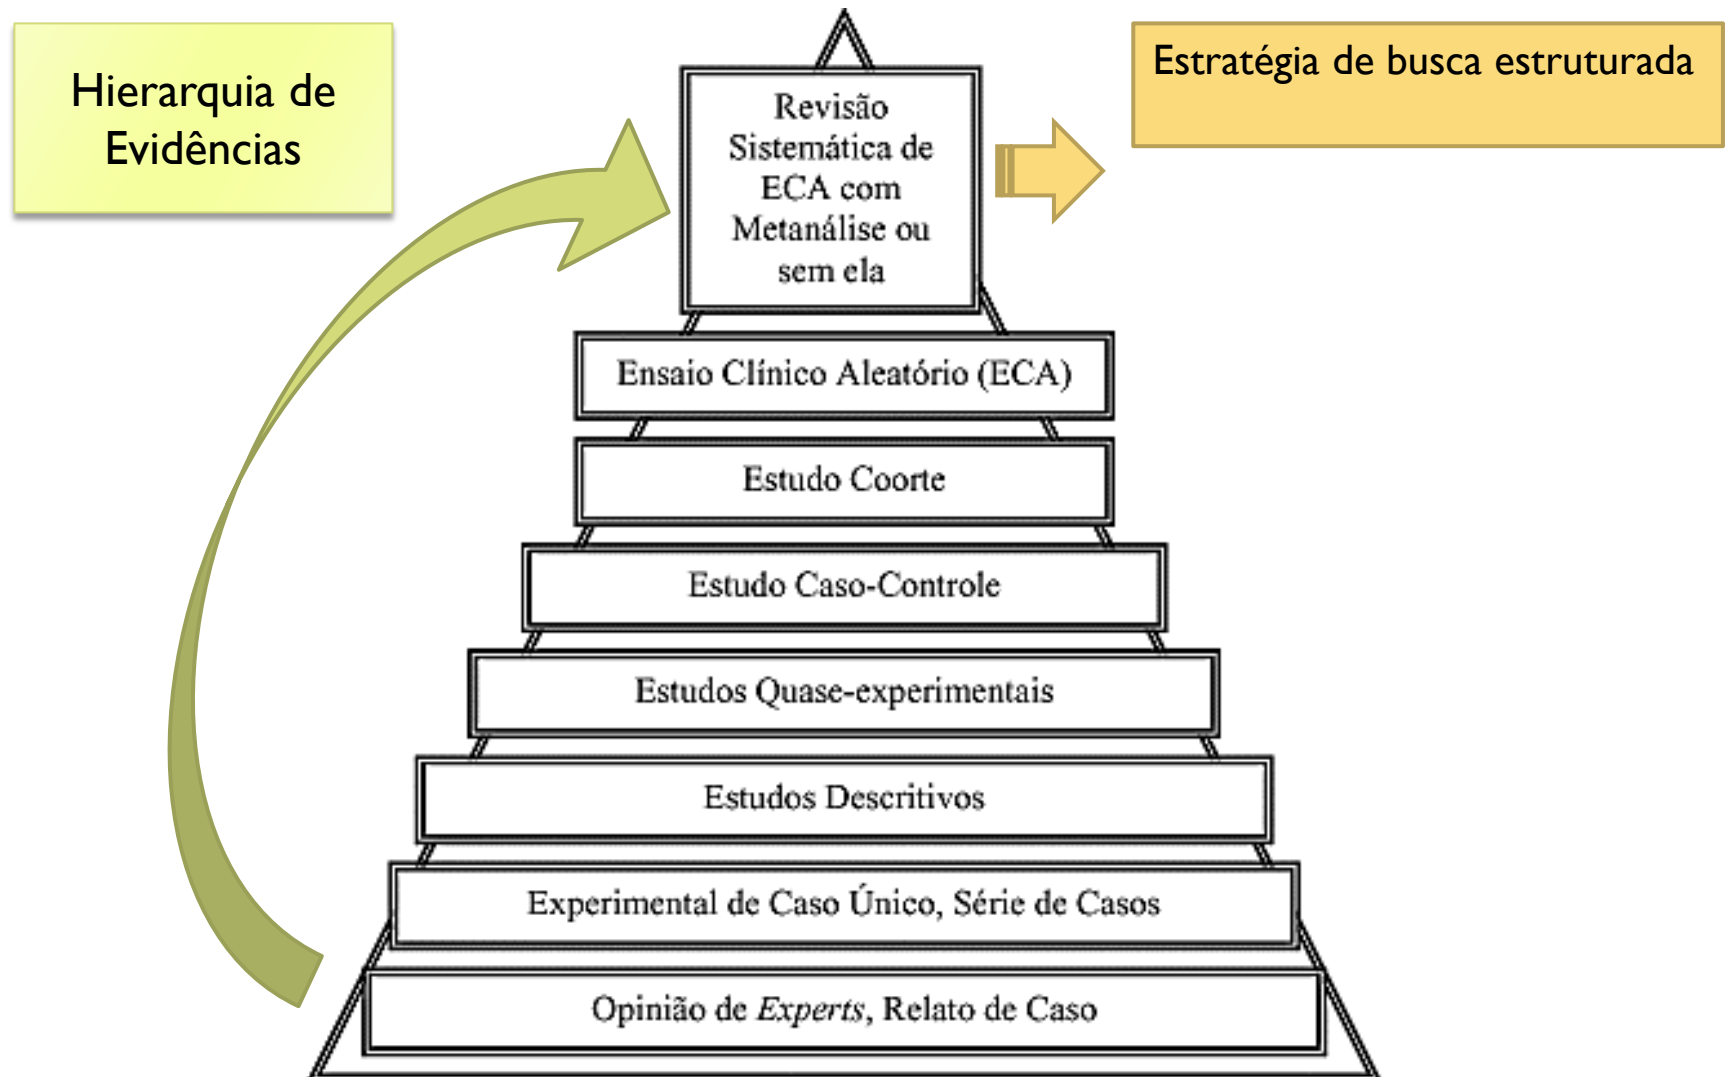 Hierarquia de
Evidências
Estratégia de busca estruturada
Revisão
Sistemática de
ECA com
Metanálise ou
sem ela
Ensaio Clínico Aleatório (ECA)
Estudo Coorte
Estudo Caso-Controle
Estudos Quase-experimentais
Estudos Descritivos
Experimental de Caso Único, Série de Casos
Opinião de Experts, Relato de Caso